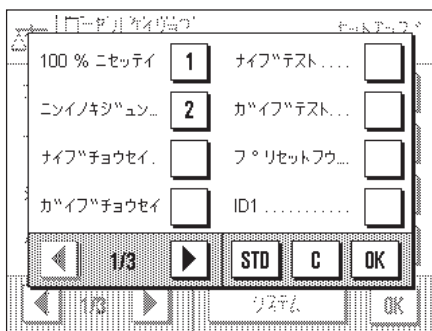 100 % ニセッテイ 1
ナイブ゛テスト....
ニンイノキジ゛ュン... 2
ガ゛イブ゛テスト...
ナイブ゛チョウセイ.
プ゜リセットフウ....
ガ゛イブ゛チョウセイ
ID1 ...........
1/3
STD
C
OK
1/3
システム
OK